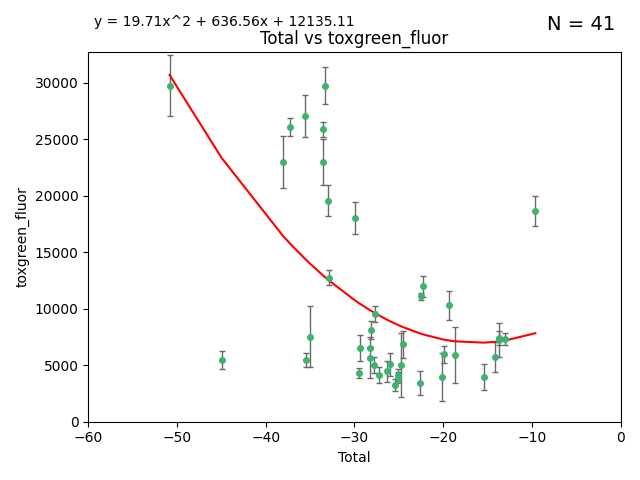 y = 19.71x^2 + 636.56x + 12135.11
N = 41
Total vs toxgreen_fluor
30000
25000
20000
15000
10000
5000
0
toxgreen_fluor
−60 −50 −40 −30 −20 −10 0
Total